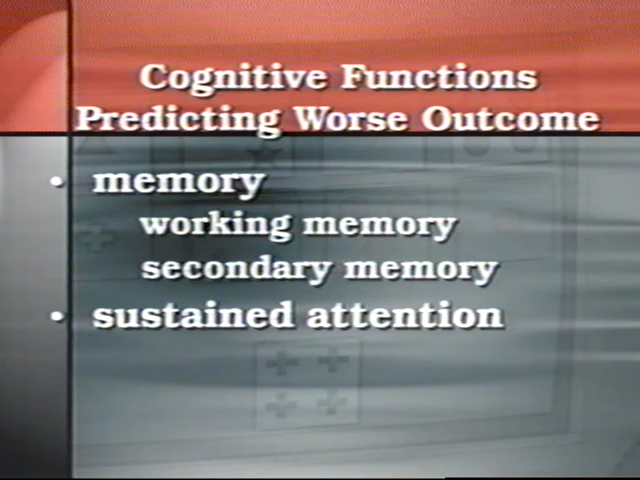 Cognitive Functions
Predicting Worse Outcome
• memory
working memory
secondary memory
• sustained attention